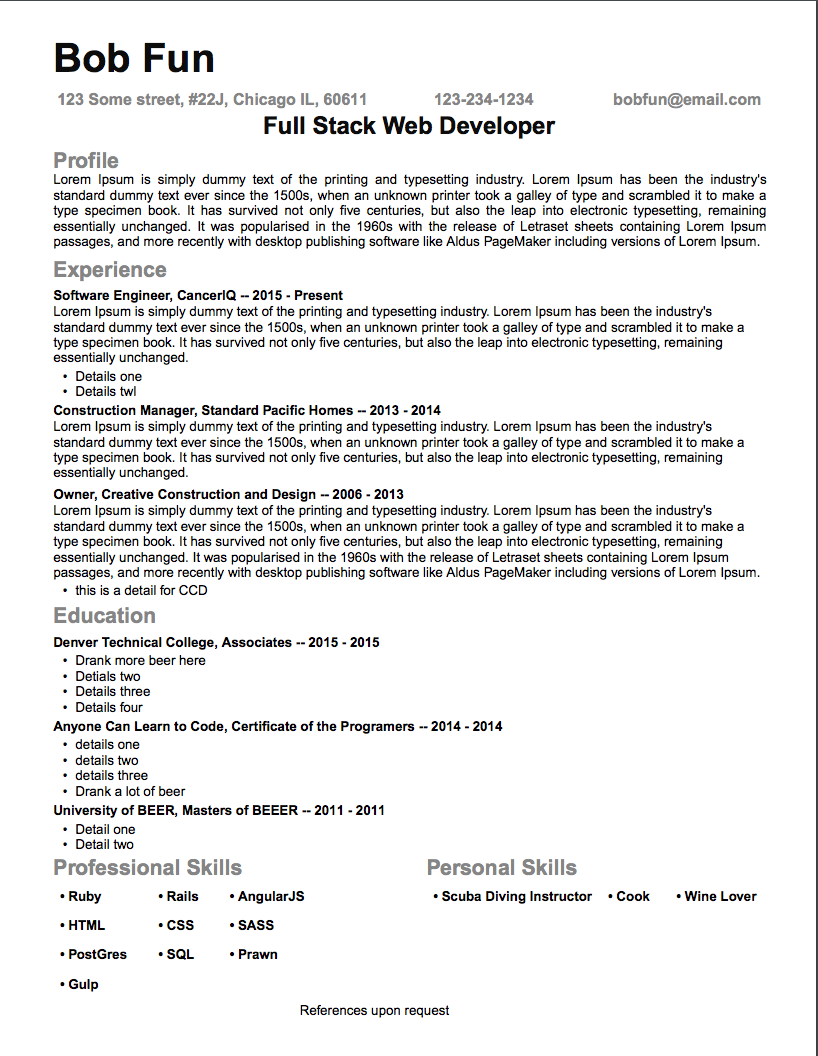 Bob Fun
123 Some street, #22J, Chicago IL, 60611 123-234-1234 bobfun@email.com
Full Stack Web Developer
Profile
Lorem Ipsum is simply dummy text of the printing and typesetting industry. Lorem Ipsum has been the industry's
standard dummy text ever since the 1500s, when an unknown printer took a galley of type and scrambled it to make a
type specimen book. It has survived not only five centuries, but also the leap into electronic typesetting, remaining
essentially unchanged. It was popularised in the 1960s with the release of Letraset sheets containing Lorem Ipsum
passages, and more recently with desktop publishing software like Aldus PageMaker including versions of Lorem Ipsum.
Experience
Software Engineer, CancerIQ -- 2015 - Present
Lorem Ipsum is simply dummy text of the printing and typesetting industry. Lorem Ipsum has been the industry's
standard dummy text ever since the 1500s, when an unknown printer took a galley of type and scrambled it to make a
type specimen book. It has survived not only five centuries, but also the leap into electronic typesetting, remaining
essentially unchanged.
• Details one
• Details twl
Construction Manager, Standard Pacific Homes -- 2013 - 2014
Lorem Ipsum is simply dummy text of the printing and typesetting industry. Lorem Ipsum has been the industry's
standard dummy text ever since the 1500s, when an unknown printer took a galley of type and scrambled it to make a
type specimen book. It has survived not only five centuries, but also the leap into electronic typesetting, remaining
essentially unchanged.
Owner, Creative Construction and Design -- 2006 - 2013
Lorem Ipsum is simply dummy text of the printing and typesetting industry. Lorem Ipsum has been the industry's
standard dummy text ever since the 1500s, when an unknown printer took a galley of type and scrambled it to make a
type specimen book. It has survived not only five centuries, but also the leap into electronic typesetting, remaining
essentially unchanged. It was popularised in the 1960s with the release of Letraset sheets containing Lorem Ipsum
passages, and more recently with desktop publishing software like Aldus PageMaker including versions of Lorem Ipsum.
• this is a detail for CCD
Education
Denver Technical College, Associates -- 2015 - 2015
• Drank more beer here
• Detials two
• Details three
• Details four
Anyone Can Learn to Code, Certificate of the Programers -- 2014 - 2014
• details one
• details two
• details three
• Drank a lot of beer
University of BEER, Masters of BEEER -- 2011 - 2011
• Detail one
• Detail two
Professional Skills Personal Skills
• Ruby • Rails • AngularJS • Scuba Diving Instructor • Cook • Wine Lover
• HTML • CSS • SASS
• PostGres • SQL • Prawn
• Gulp
References upon request